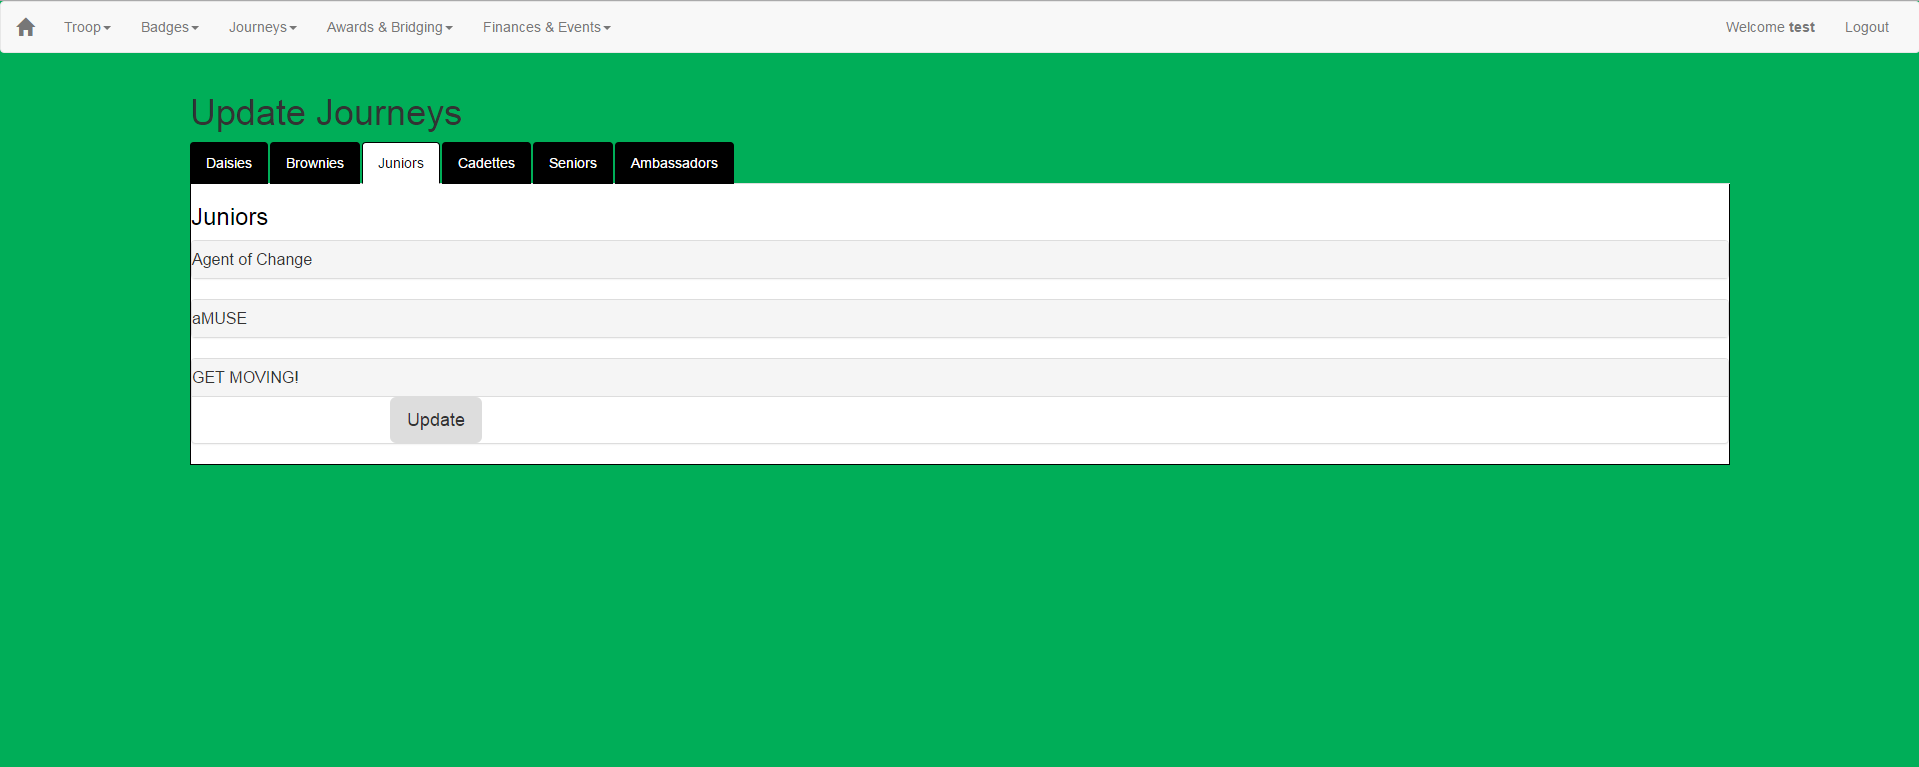 Troop Badges Journeys Awards & Bridging Finances & Events Welcome test Logout
Update Journeys
Daisies Brownies Juniors Cadettes Seniors Ambassadors
Juniors
Agent of Change
aMUSE
GET MOVING!
Update